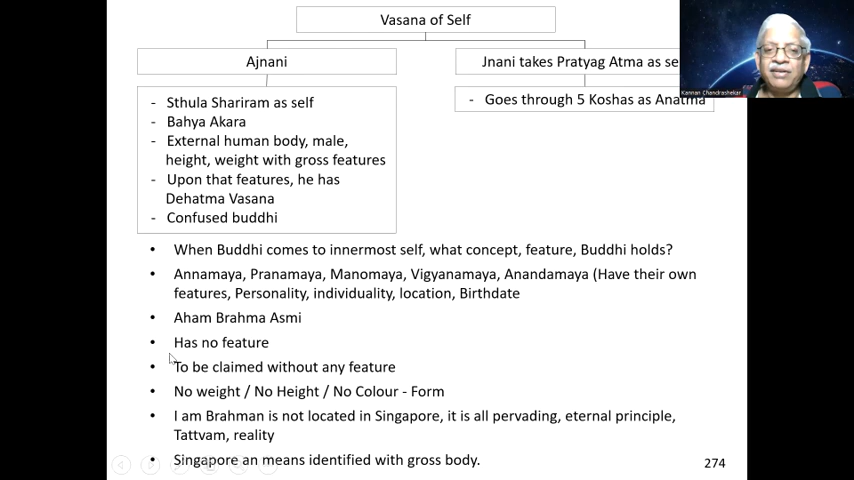 Vasana of Self
Ajnani
Jnani takes Pratyag Atma as se
- Sthula Shariram as self
- Bahya Akara
- External human body, male,
height, weight with gross features
- Upon that features, he has
Dehatma Vasana
- Confused buddhi
- Goes through 5 Koshas as Anatma
Kannan Chandrashekar
• When Buddhi comes to innermost self, what concept, feature, Buddhi holds?
• Annamaya, Pranamaya, Manomaya, Vigyanamaya, Anandamaya (Have their own
features, Personality, individuality, location, Birthdate
• Aham Brahma Asmi
• Has no feature
• To be claimed without any feature
• No weight / No Height / No Colour - Form
• I am Brahman is not located in Singapore, it is all pervading, eternal principle,
Tattvam, reality
• Singapore an means identified with gross body.
274